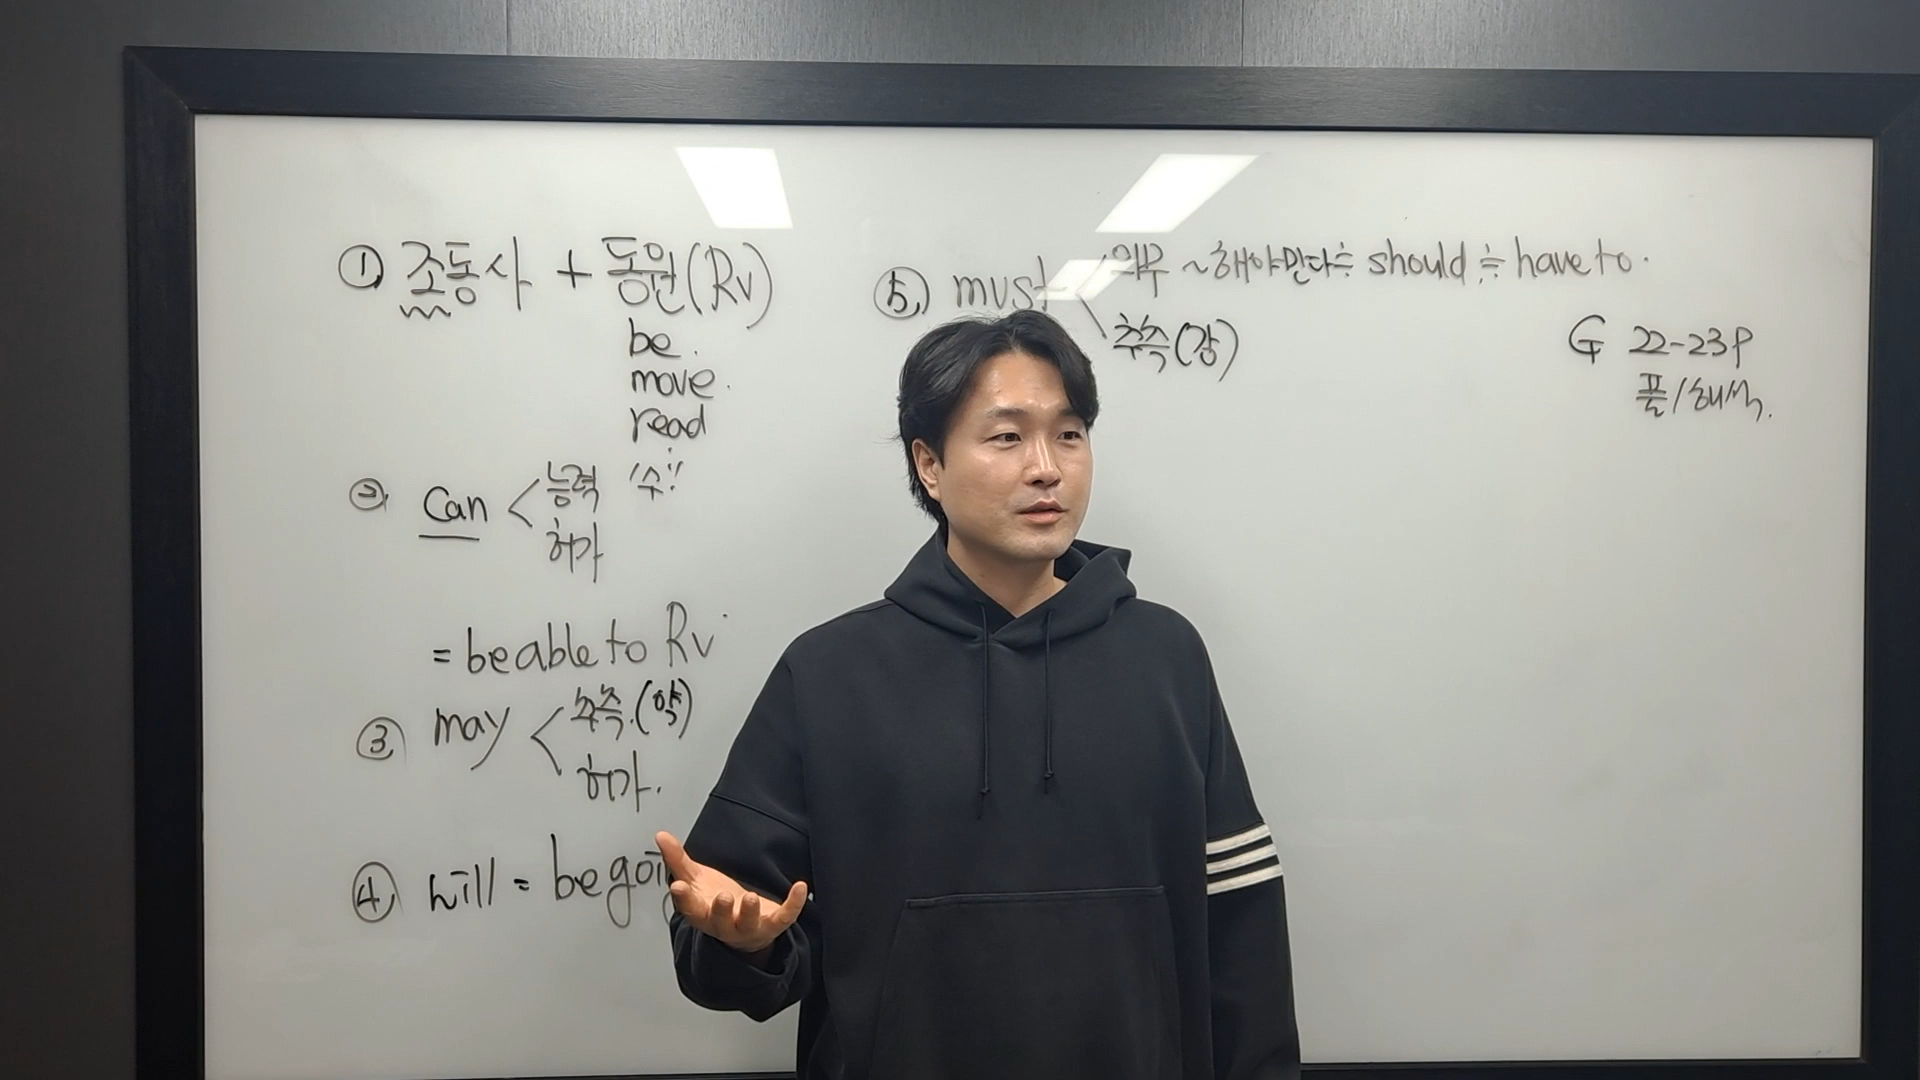 ① 조동사 + 동원(Rv)
be.
move.
read
② can < 능력 '수'!
허가
= be able to Rv
③ may < 추측.(약)
허가.
④ will = be going
⑤ must < 의무 ~해야만다 ≒ should ≒ have to.
추측(강)
G 22-23P
풀/해석.